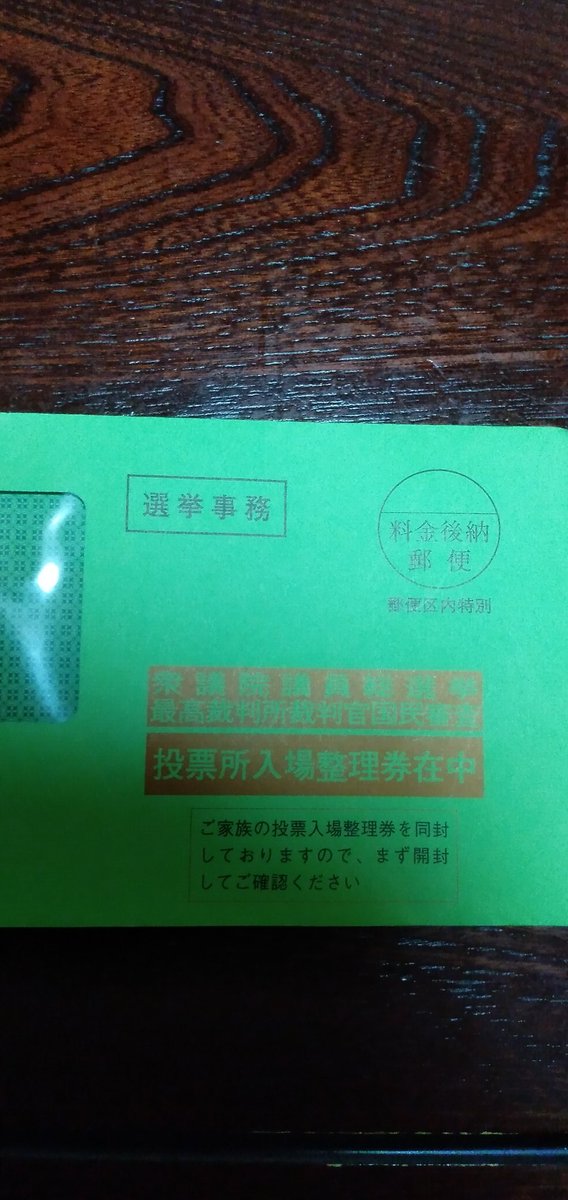 選挙事務
料金後納
郵便
郵便区内特別
衆議院議員総選挙
最高裁判所裁判官国民審査
投票所入場整理券在中
ご家族の投票入場整理券を同封
しておりますので、まず開封
してご確認ください